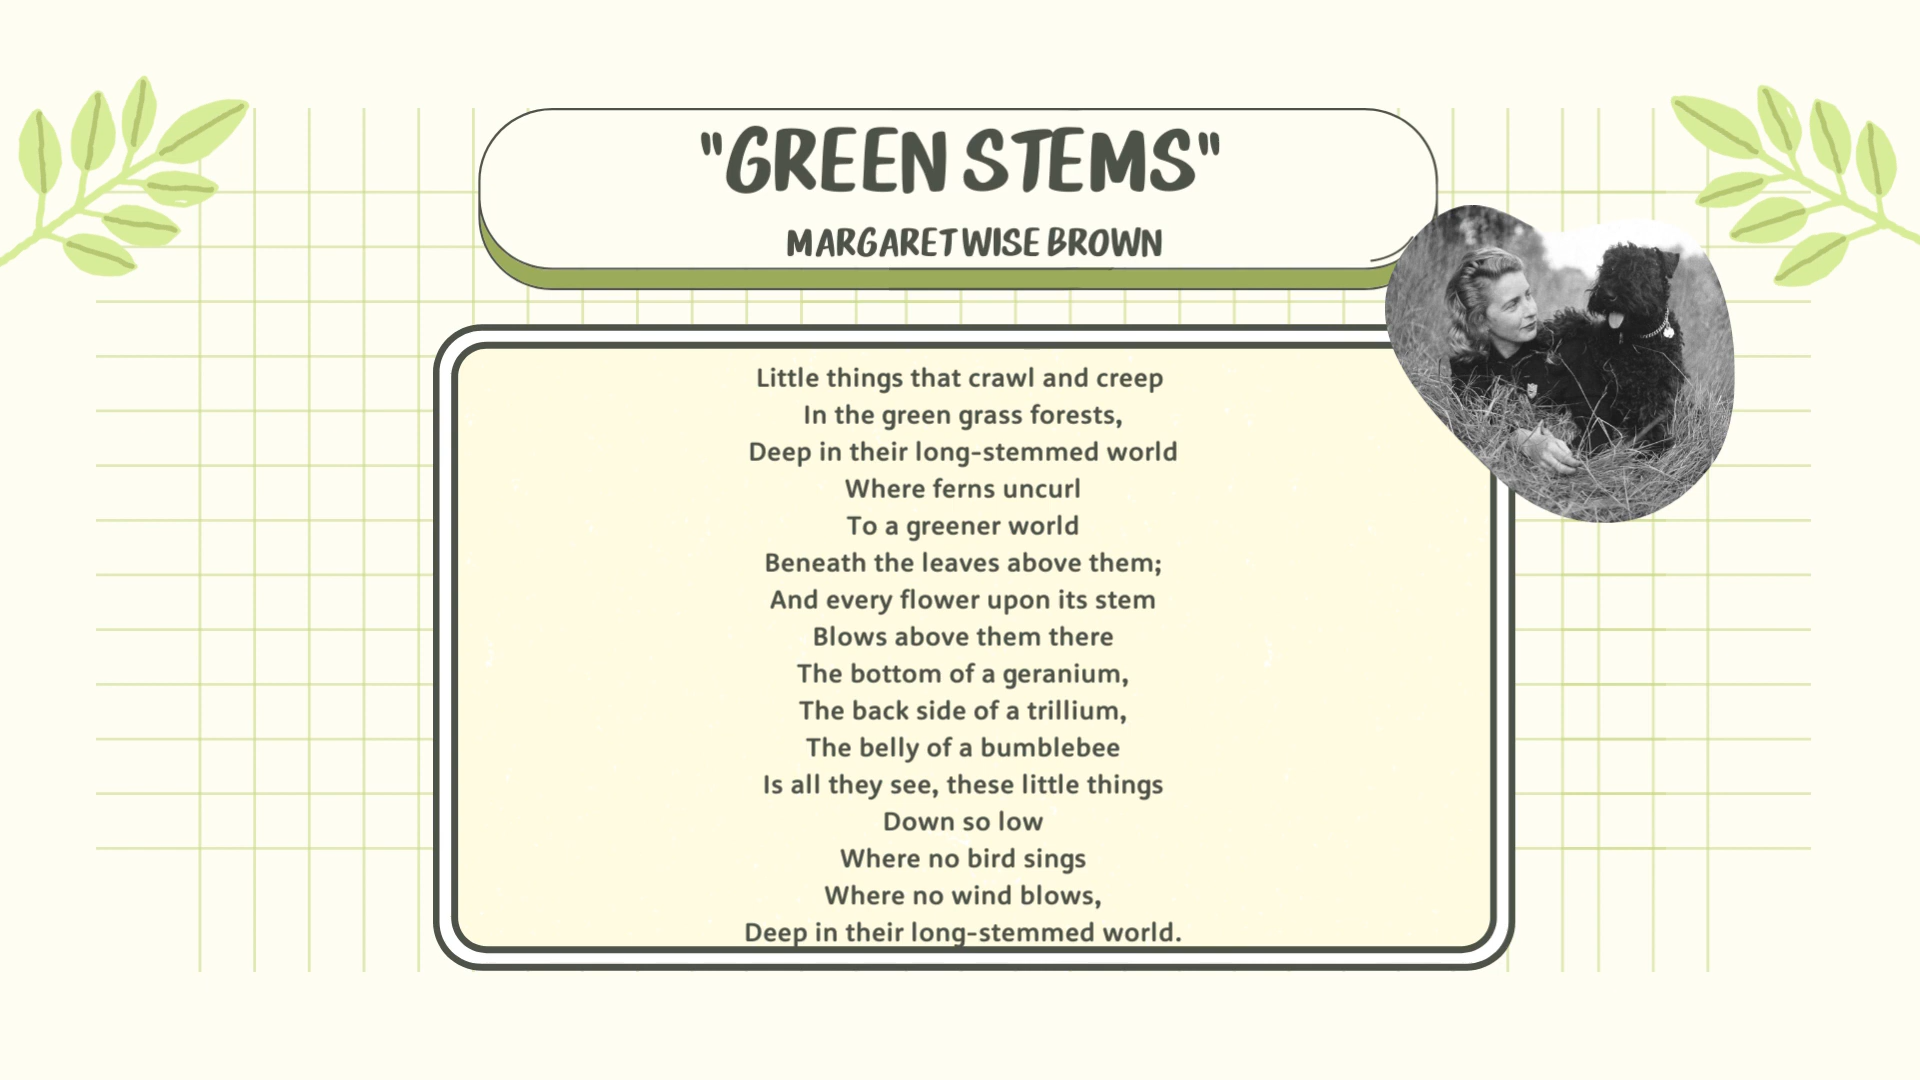 "GREEN STEMS"
MARGARET WISE BROWN
Little things that crawl and creep
In the green grass forests,
Deep in their long-stemmed world
Where ferns uncurl
To a greener world
Beneath the leaves above them;
And every flower upon its stem
Blows above them there
The bottom of a geranium,
The back side of a trillium,
The belly of a bumblebee
Is all they see, these little things
Down so low
Where no bird sings
Where no wind blows,
Deep in their long-stemmed world.